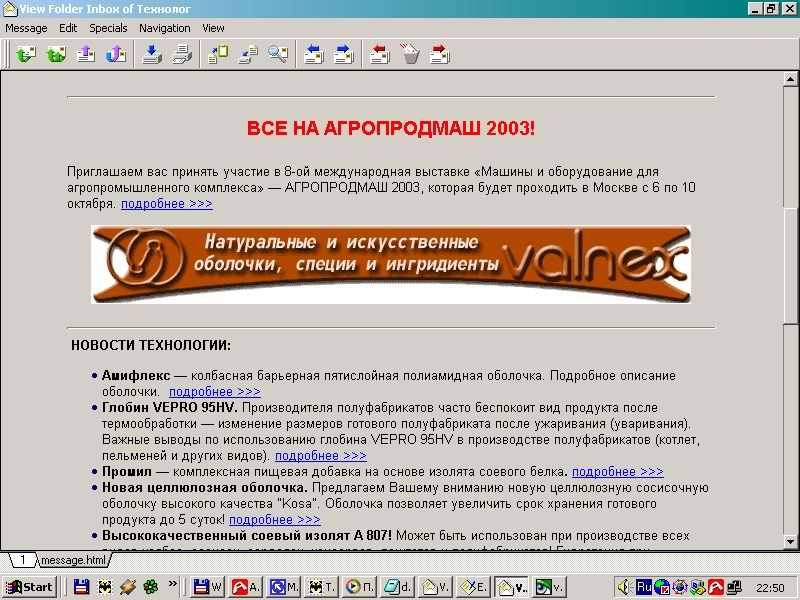 View Folder Inbox of Технолог
Message Edit Specials Navigation View
ВСЕ НА АГРОПРОДМАШ 2003!
Приглашаем вас принять участие в 8-ой международная выставке «Машины и оборудование для
агропромышленного комплекса» — АГРОПРОДМАШ 2003, которая будет проходить в Москве с 6 по 10
октября. подробнее >>>
Натуральные и искусственные
оболочки, специи и ингридиенты
valnex
НОВОСТИ ТЕХНОЛОГИИ:
Амифлекс — колбасная барьерная пятислойная полиамидная оболочка. Подробное описание
оболочки. подробнее >>>
Глобин VEPRO 95HV. Производителя полуфабрикатов часто беспокоит вид продукта после
термообработки — изменение размеров готового полуфабриката после ужаривания (уваривания).
Важные выводы по использованию глобина VEPRO 95HV в производстве полуфабрикатов (котлет,
пельменей и других видов). подробнее >>>
Промил — комплексная пищевая добавка на основе изолята соевого белка. подробнее >>>
Новая целлюлозная оболочка. Предлагаем Вашему вниманию новую целлюлозную сосисочную
оболочку высокого качества "Kosa". Оболочка позволяет увеличить срок хранения готового
продукта до 5 суток! подробнее >>>
Высококачественный соевый изолят А 807! Может быть использован при производстве всех
1 message.html
Start » W A. М. Т. П. d. V. E. V.. v. Ru 22:50